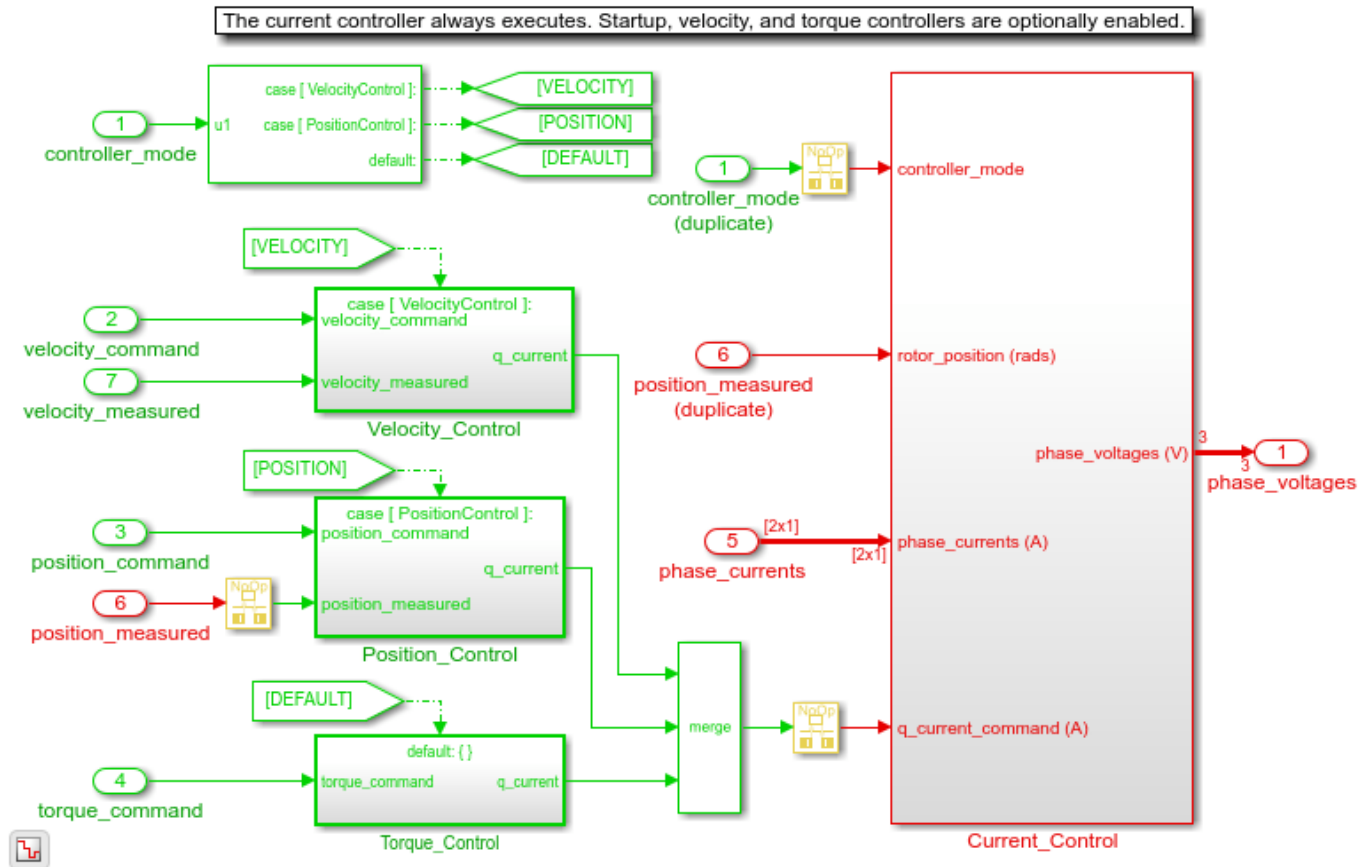 The current controller always executes. Startup, velocity, and torque controllers are optionally enabled.
1
controller_mode
u1
case [ VelocityControl ]:
case [ PositionControl ]:
default:
[VELOCITY]
[POSITION]
[DEFAULT]
1
controller_mode
(duplicate)
NoOp
controller_mode
[VELOCITY]
2
velocity_command
7
velocity_measured
case [ VelocityControl ]:
velocity_command
velocity_measured
q_current
Velocity_Control
6
position_measured
(duplicate)
rotor_position (rads)
phase_voltages (V)
3
3
1
phase_voltages
[POSITION]
3
position_command
6
position_measured
NoOp
case [ PositionControl ]:
position_command
position_measured
q_current
Position_Control
5
phase_currents
[2x1]
[2x1]
phase_currents (A)
[DEFAULT]
4
torque_command
default: { }
torque_command
q_current
Torque_Control
merge
NoOp
q_current_command (A)
Current_Control